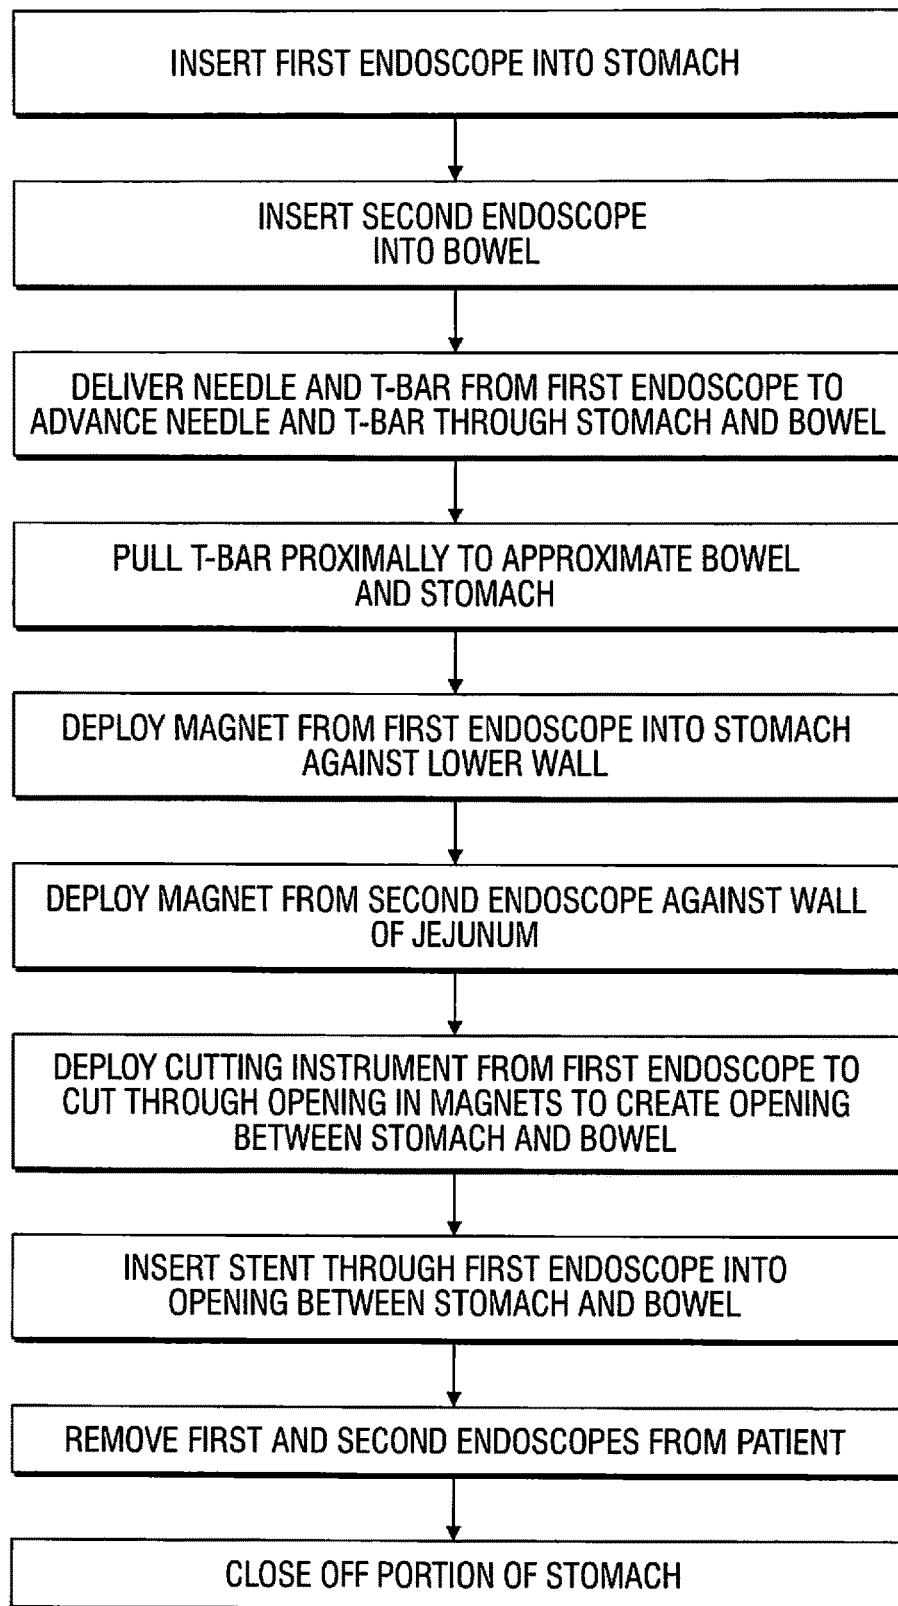 INSERT FIRST ENDOSCOPE INTO STOMACH
INSERT SECOND ENDOSCOPE
INTO BOWEL
DELIVER NEEDLE AND T-BAR FROM FIRST ENDOSCOPE TO
ADVANCE NEEDLE AND T-BAR THROUGH STOMACH AND BOWEL
PULL T-BAR PROXIMALLY TO APPROXIMATE BOWEL
AND STOMACH
DEPLOY MAGNET FROM FIRST ENDOSCOPE INTO STOMACH
AGAINST LOWER WALL
DEPLOY MAGNET FROM SECOND ENDOSCOPE AGAINST WALL
OF JEJUNUM
DEPLOY CUTTING INSTRUMENT FROM FIRST ENDOSCOPE TO
CUT THROUGH OPENING IN MAGNETS TO CREATE OPENING
BETWEEN STOMACH AND BOWEL
INSERT STENT THROUGH FIRST ENDOSCOPE INTO
OPENING BETWEEN STOMACH AND BOWEL
REMOVE FIRST AND SECOND ENDOSCOPES FROM PATIENT
CLOSE OFF PORTION OF STOMACH